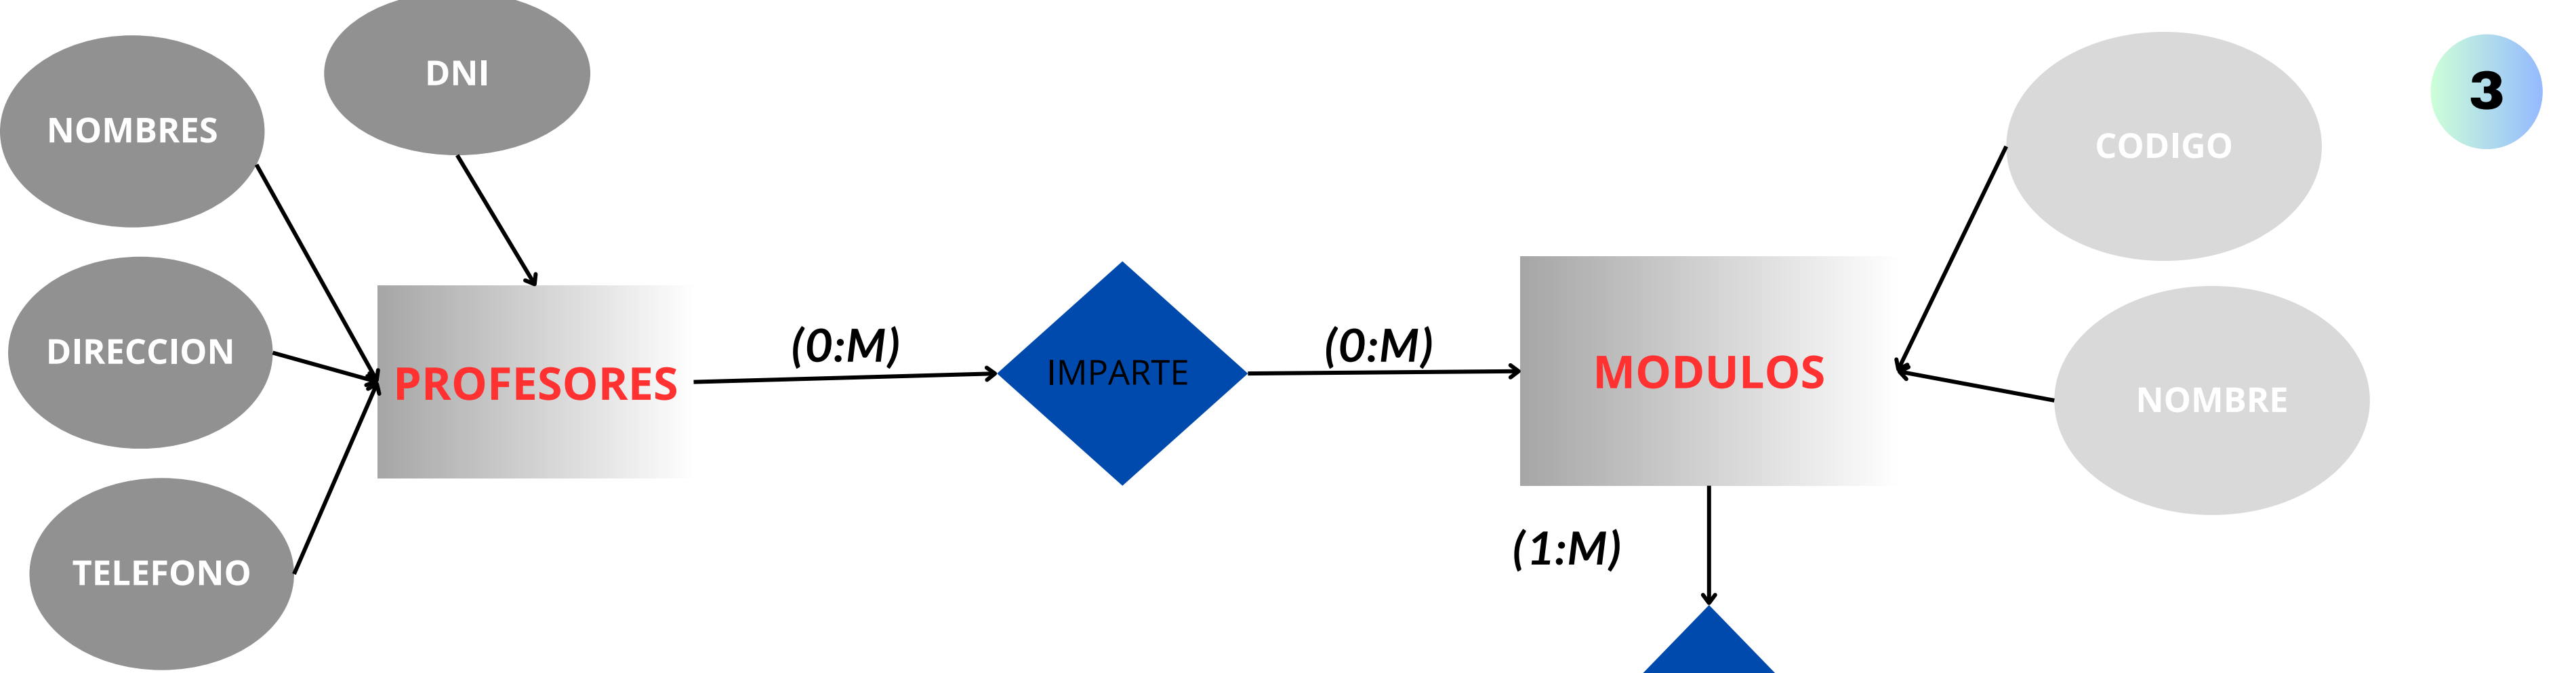 DNI
NOMBRES
CODIGO
3
DIRECCION
PROFESORES
(0:M)
IMPARTE
(0:M)
MODULOS
NOMBRE
TELEFONO
(1:M)